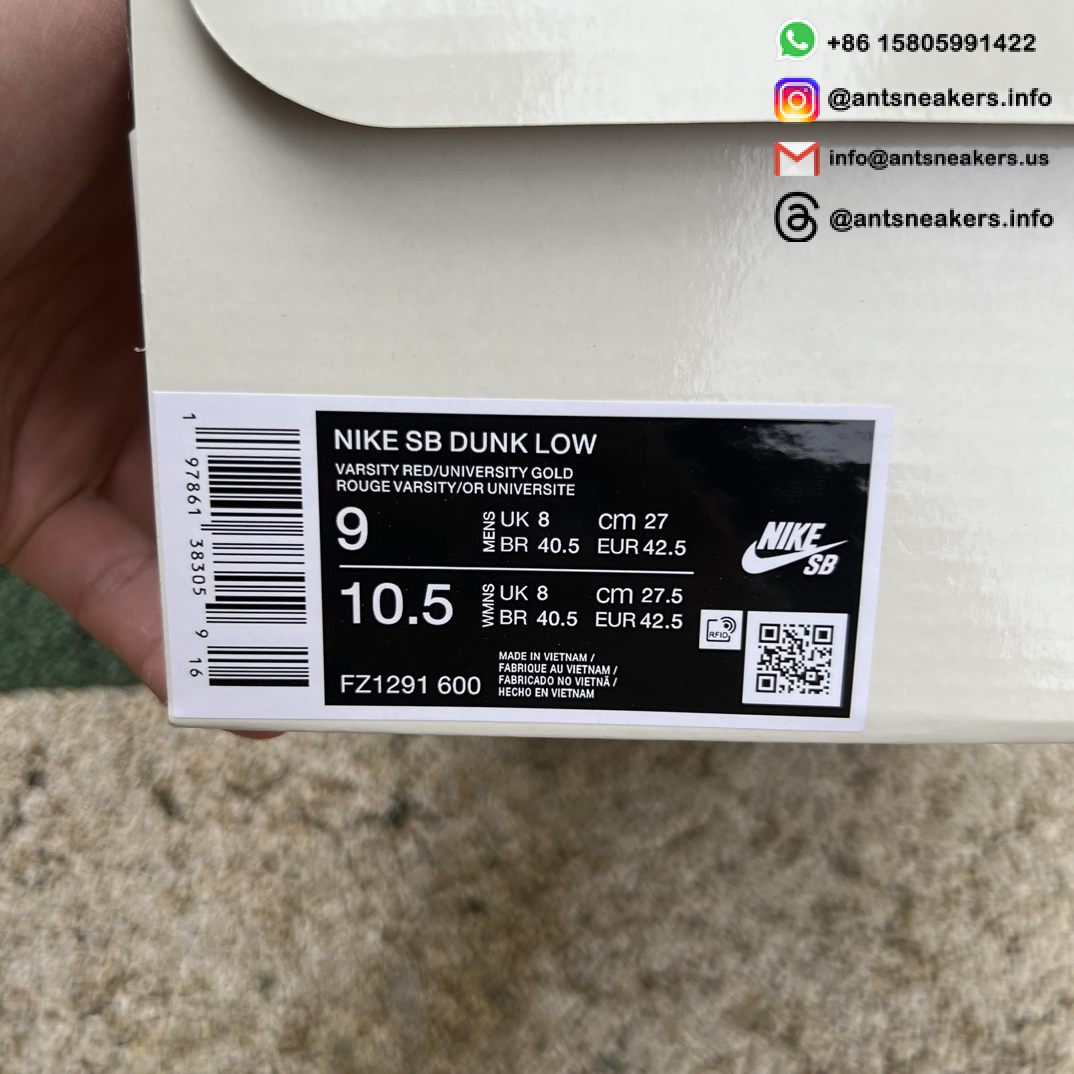 +86 15805991422
@antsneakers.info
info@antsneakers.us
@antsneakers.info
1 97861 38305 9 16
NIKE SB DUNK LOW
VARSITY RED/UNIVERSITY GOLD
ROUGE VARSITY/OR UNIVERSITE
9 MENS UK 8 cm 27
BR 40.5 EUR 42.5
10.5 WMNS UK 8 cm 27.5
BR 40.5 EUR 42.5
NIKE
SB
RFID
FZ1291 600
MADE IN VIETNAM /
FABRIQUE AU VIETNAM /
FABRICADO NO VIETNÃ /
HECHO EN VIETNAM